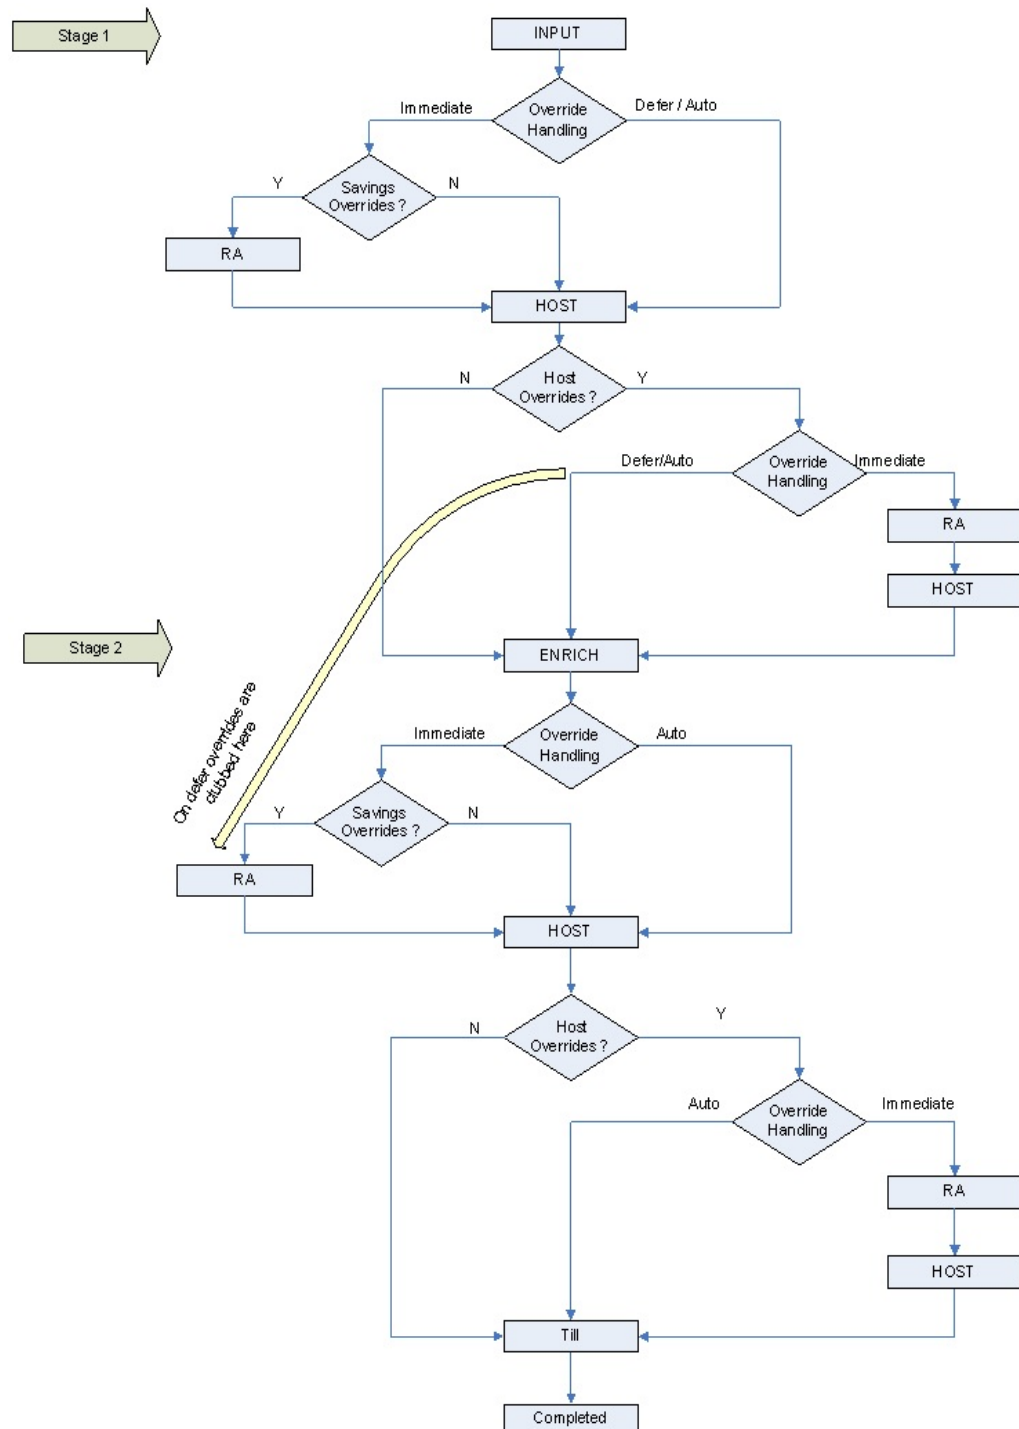 Stage 1
INPUT
Immediate
Override
Handling
Defer / Auto
Y
Savings
Overrides ?
N
RA
HOST
N
Host
Overrides ?
Y
Defer/Auto
Override
Handling
Immediate
RA
HOST
Stage 2
ENRICH
On defer overrides are
clubbed here
Immediate
Override
Handling
Auto
Y
Savings
Overrides ?
N
RA
HOST
N
Host
Overrides ?
Y
Auto
Override
Handling
Immediate
RA
HOST
Till
Completed